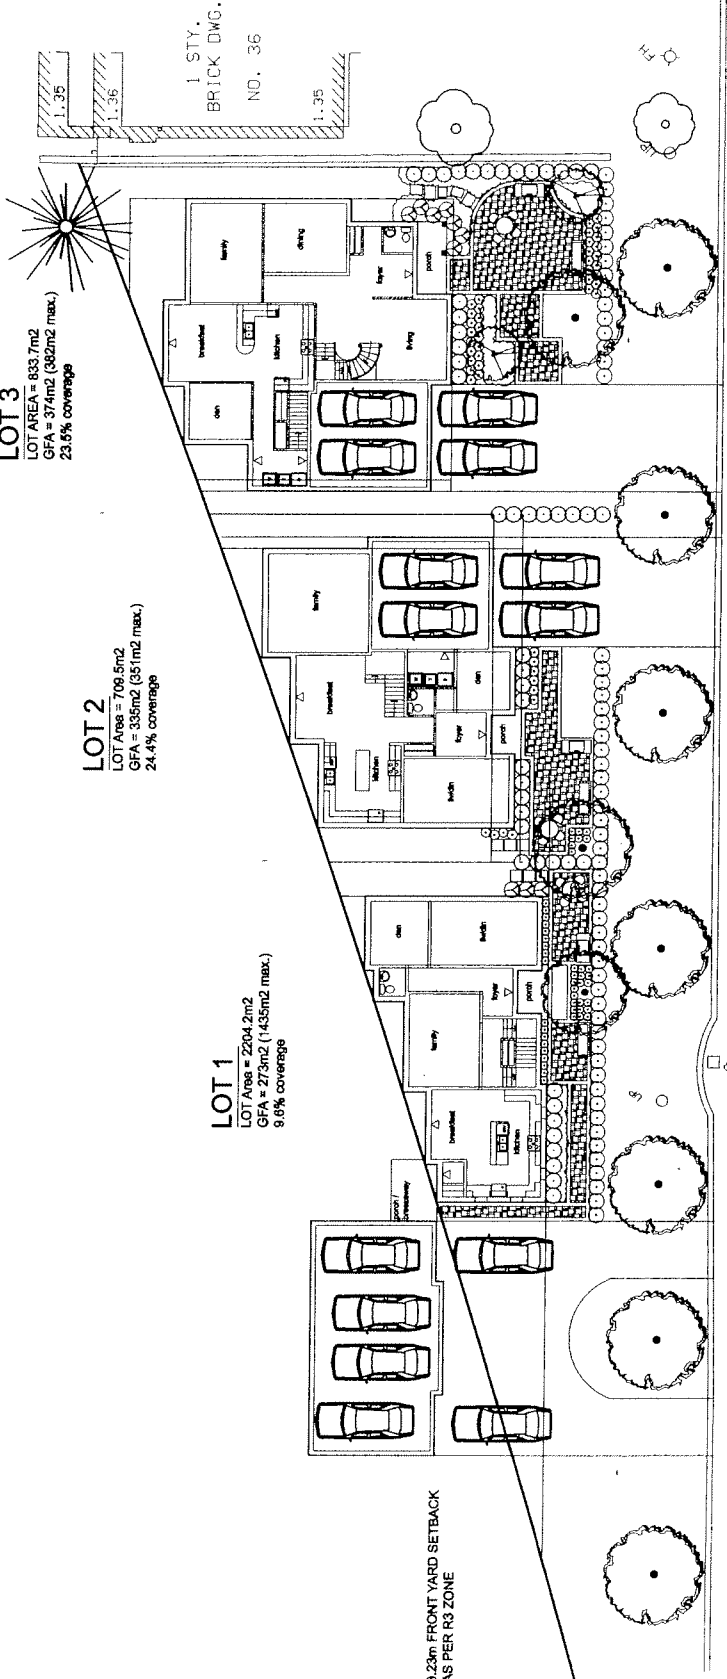 1 STY.
BRICK DWG.
NO. 36
1.35
1.36
1.35
FH
LOT 3
LOT AREA = 833.7m2
GFA = 374m2 (382m2 max.)
23.5% coverage
family
dining
foyer
porch
breakfast
kitchen
living
den
LOT 2
LOT Area = 709.5m2
GFA = 335m2 (351m2 max.)
24.4% coverage
family
breakfast
den
foyer
porch
kitchen
livdin
LOT 1
LOT Area = 2204.2m2
GFA = 273m2 (1435m2 max.)
9.6% coverage
den
livdin
foyer
porch
family
breakfast
kitchen
porch /
breezeway
.23m FRONT YARD SETBACK
AS PER R3 ZONE